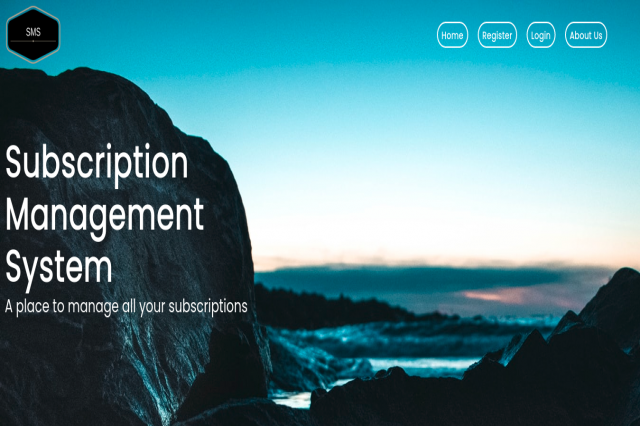 SMS
Home
Register
Login
About Us
Subscription
Management
System
A place to manage all your subscriptions